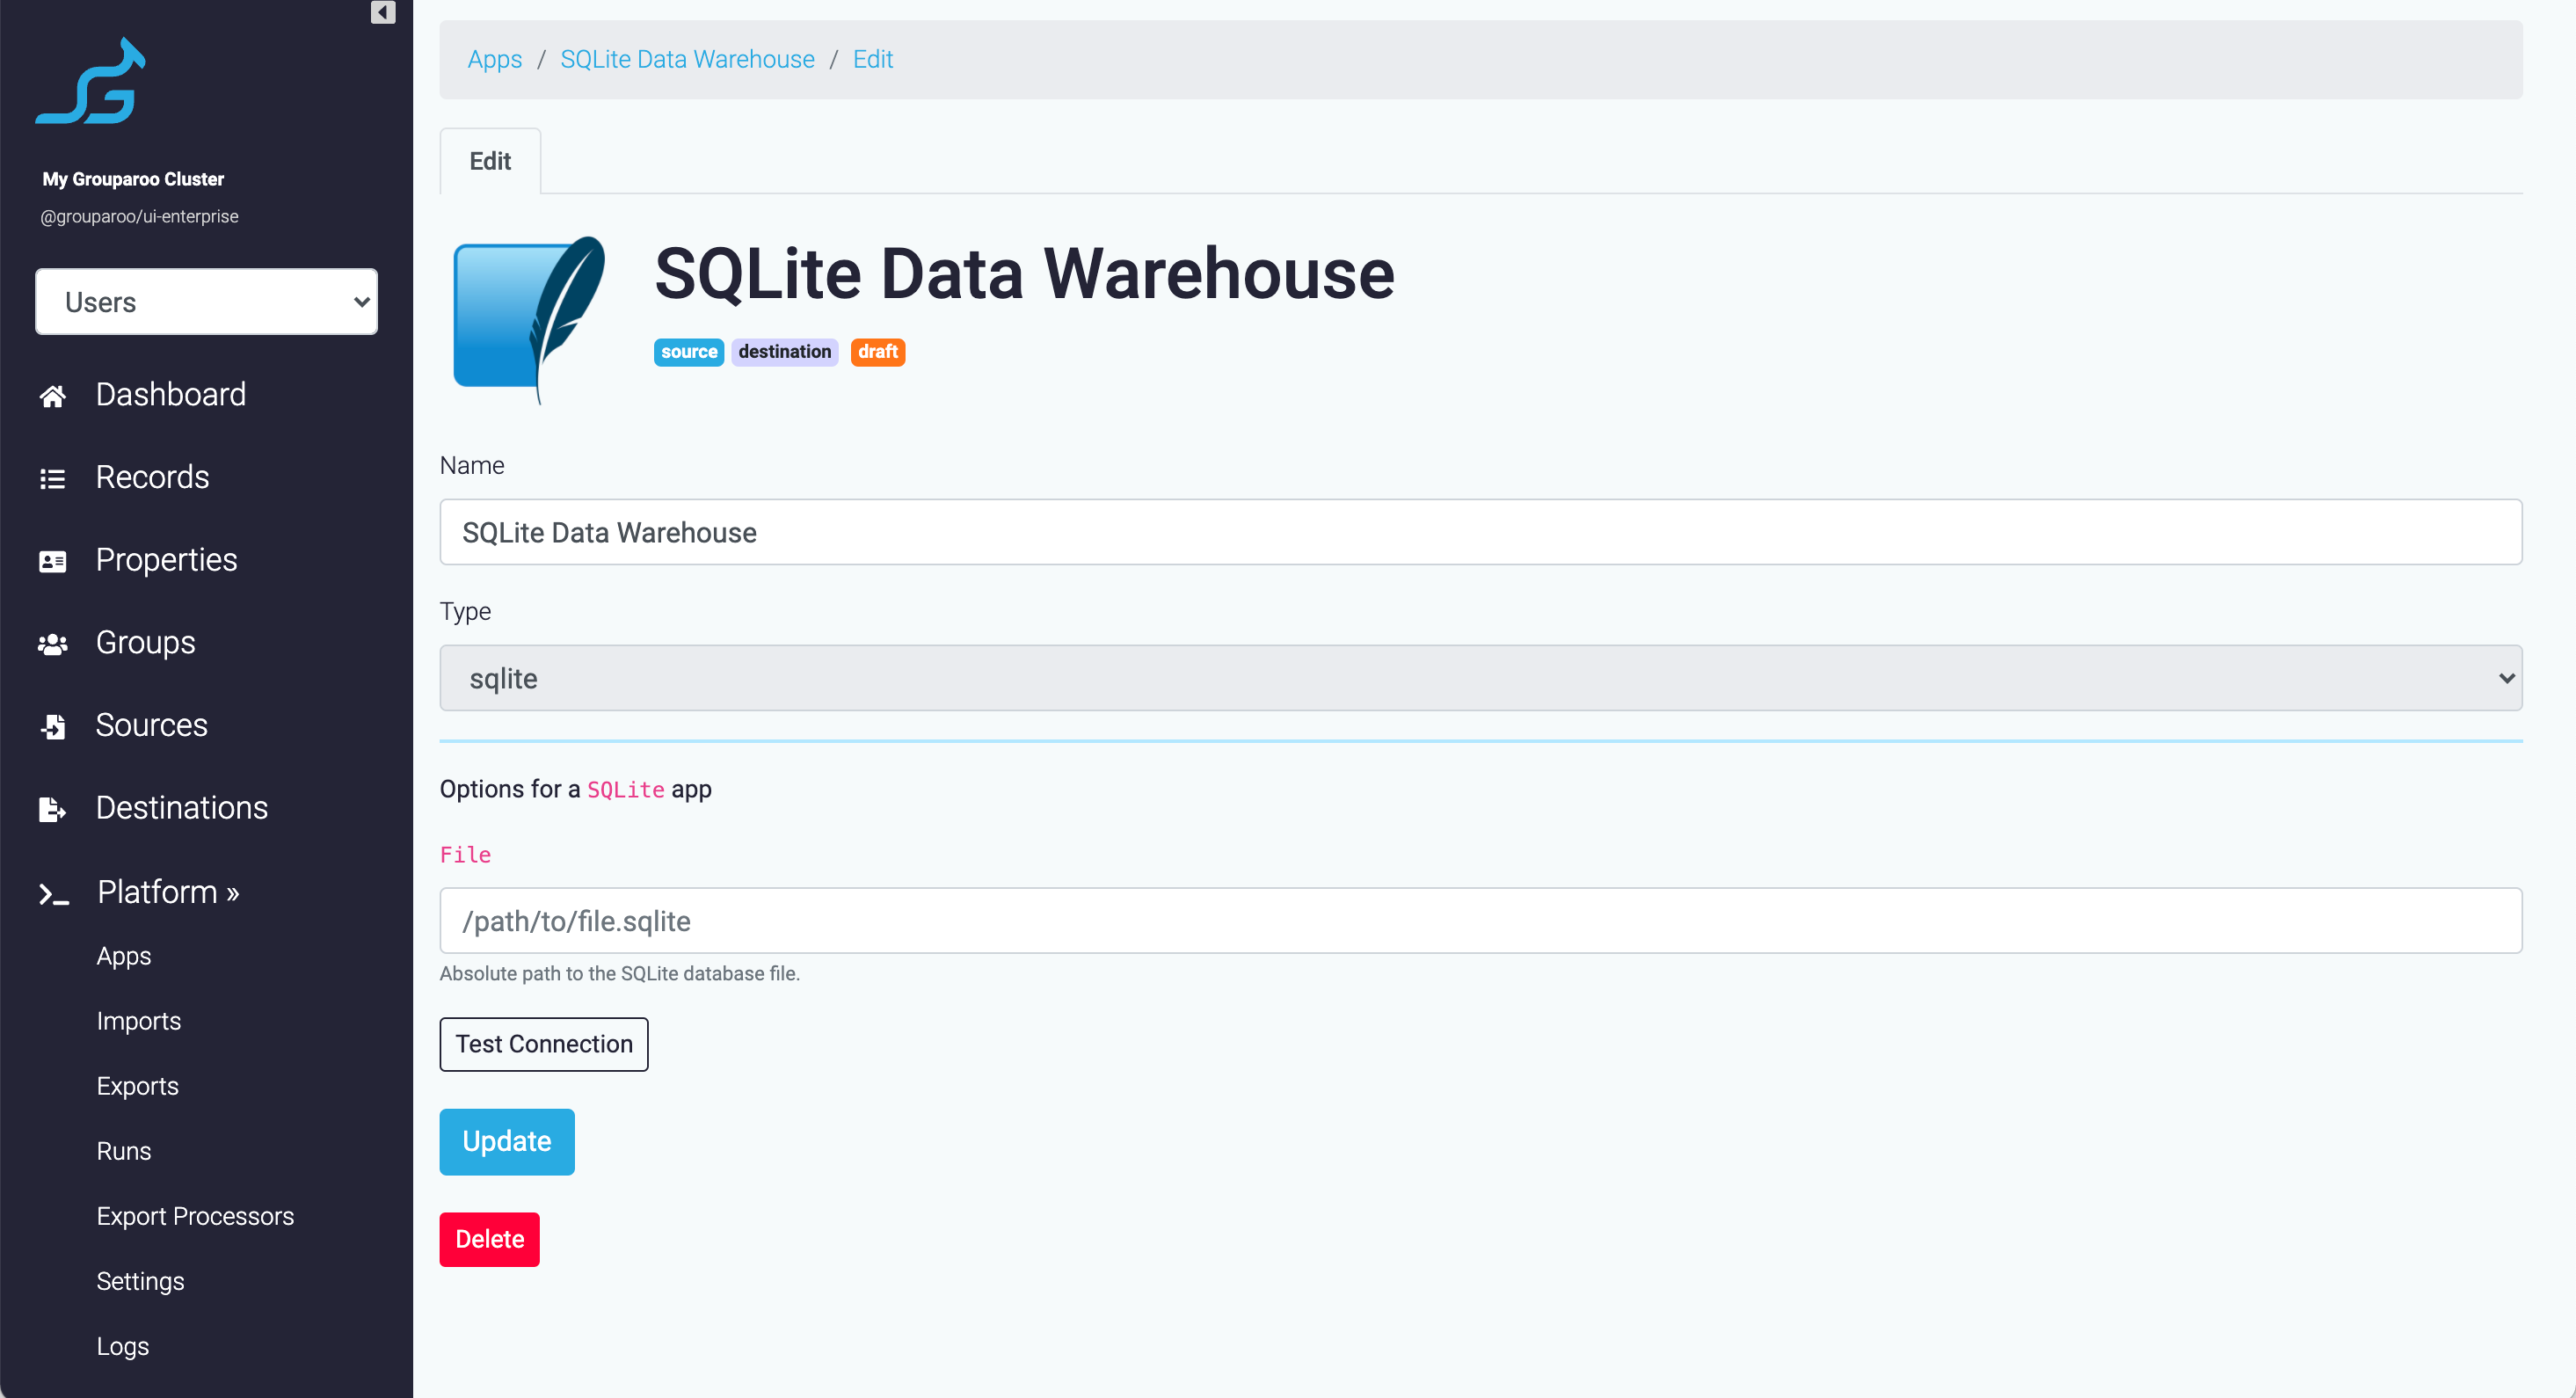 My Grouparoo Cluster
@grouparoo/ui-enterprise
Users
Dashboard
Records
Properties
Groups
Sources
Destinations
Platform »
Apps
Imports
Exports
Runs
Export Processors
Settings
Logs
Apps / SQLite Data Warehouse / Edit
Edit
SQLite Data Warehouse
source destination draft
Name
SQLite Data Warehouse
Type
sqlite
Options for a SQLite app
File
/path/to/file.sqlite
Absolute path to the SQLite database file.
Test Connection
Update
Delete